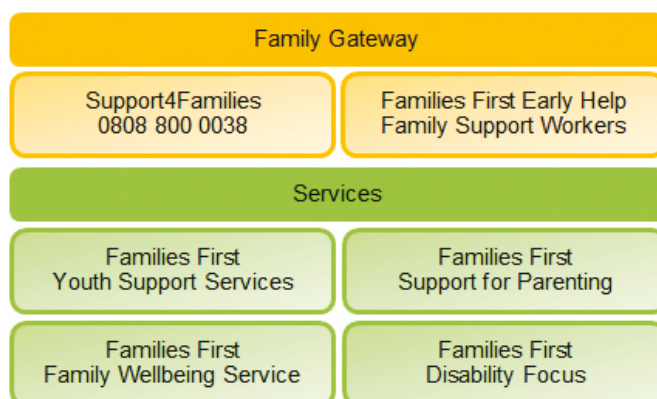 Family Gateway
Support4Families
0808 800 0038
Families First Early Help
Family Support Workers
Services
Families First
Youth Support Services
Families First
Support for Parenting
Families First
Family Wellbeing Service
Families First
Disability Focus